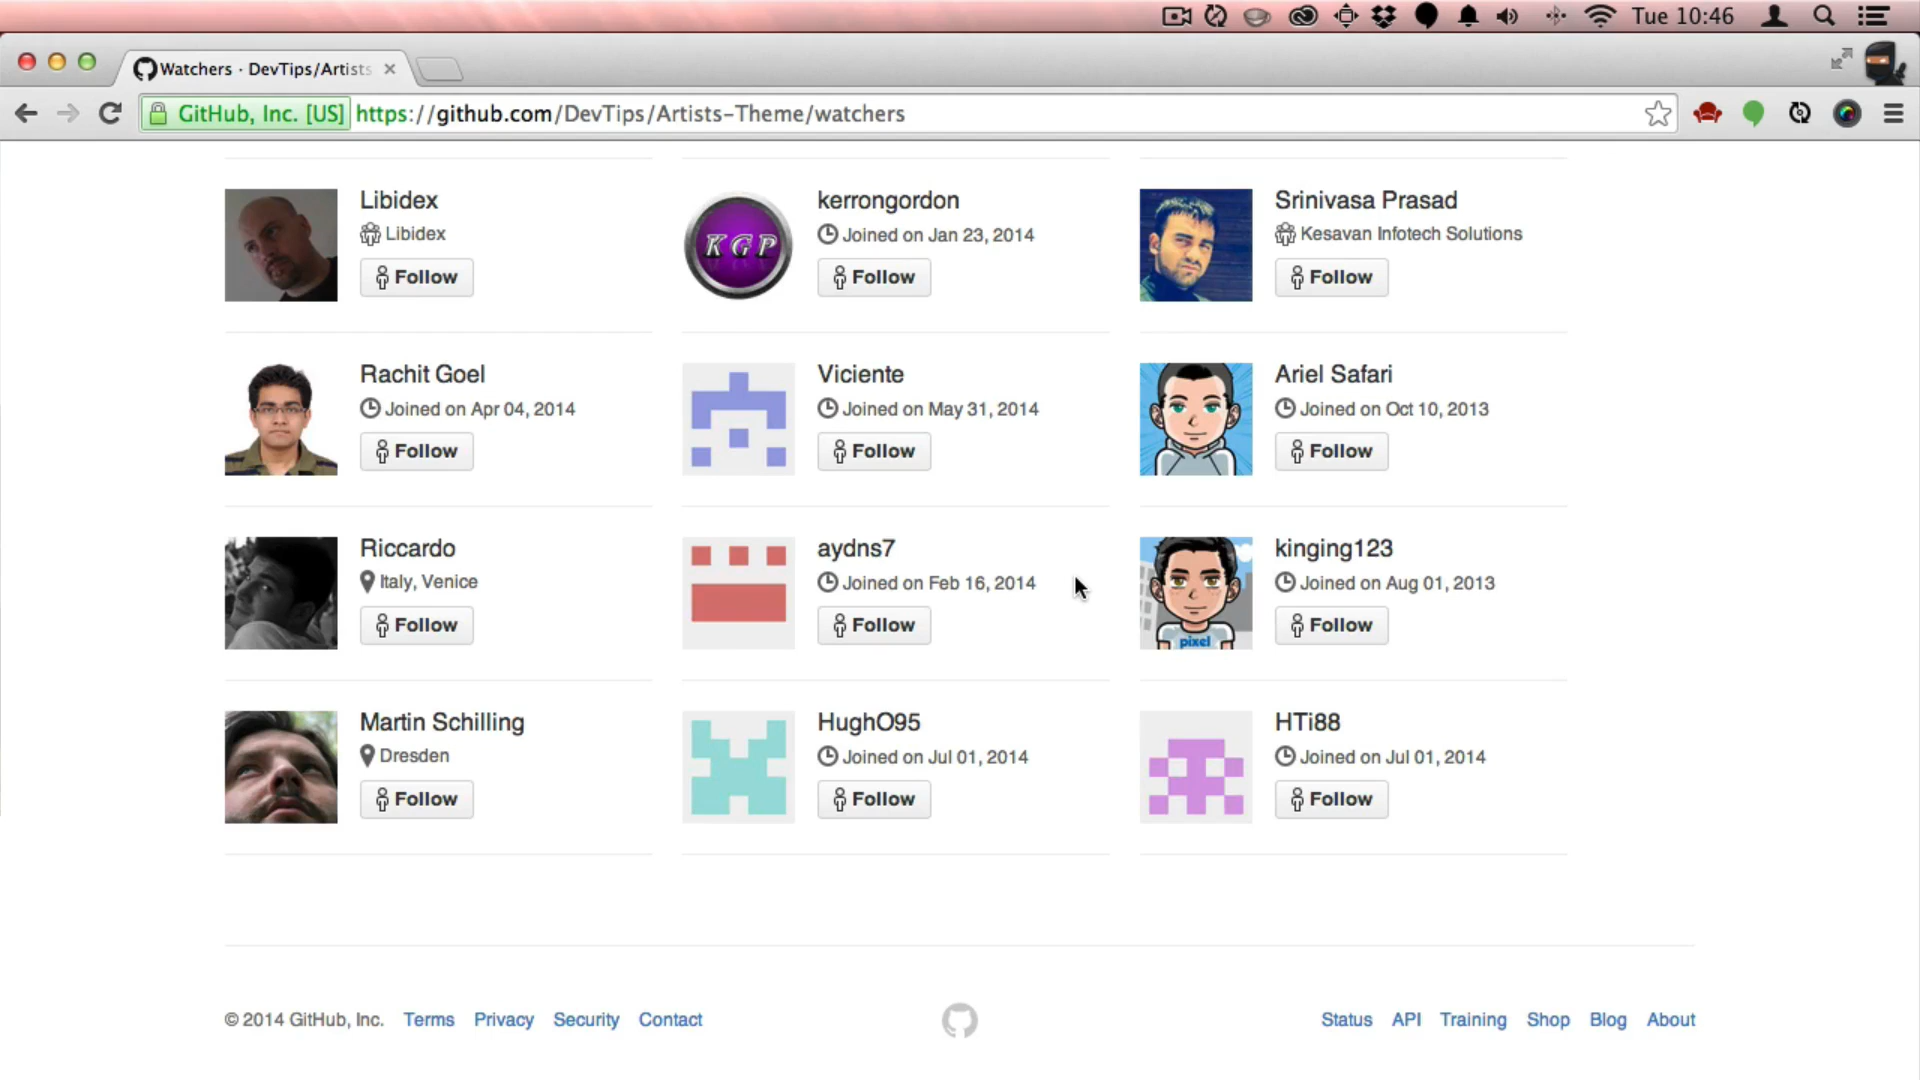 Tue 10:46
Watchers · DevTips/Artists
GitHub, Inc. [US] https://github.com/DevTips/Artists-Theme/watchers
Libidex
Libidex
Follow
kerrongordon
Joined on Jan 23, 2014
Follow
KGP
Srinivasa Prasad
Kesavan Infotech Solutions
Follow
Rachit Goel
Joined on Apr 04, 2014
Follow
Viciente
Joined on May 31, 2014
Follow
Ariel Safari
Joined on Oct 10, 2013
Follow
Riccardo
Italy, Venice
Follow
aydns7
Joined on Feb 16, 2014
Follow
kinging123
Joined on Aug 01, 2013
Follow
pixel
Martin Schilling
Dresden
Follow
HughO95
Joined on Jul 01, 2014
Follow
HTi88
Joined on Jul 01, 2014
Follow
© 2014 GitHub, Inc. Terms Privacy Security Contact
Status API Training Shop Blog About